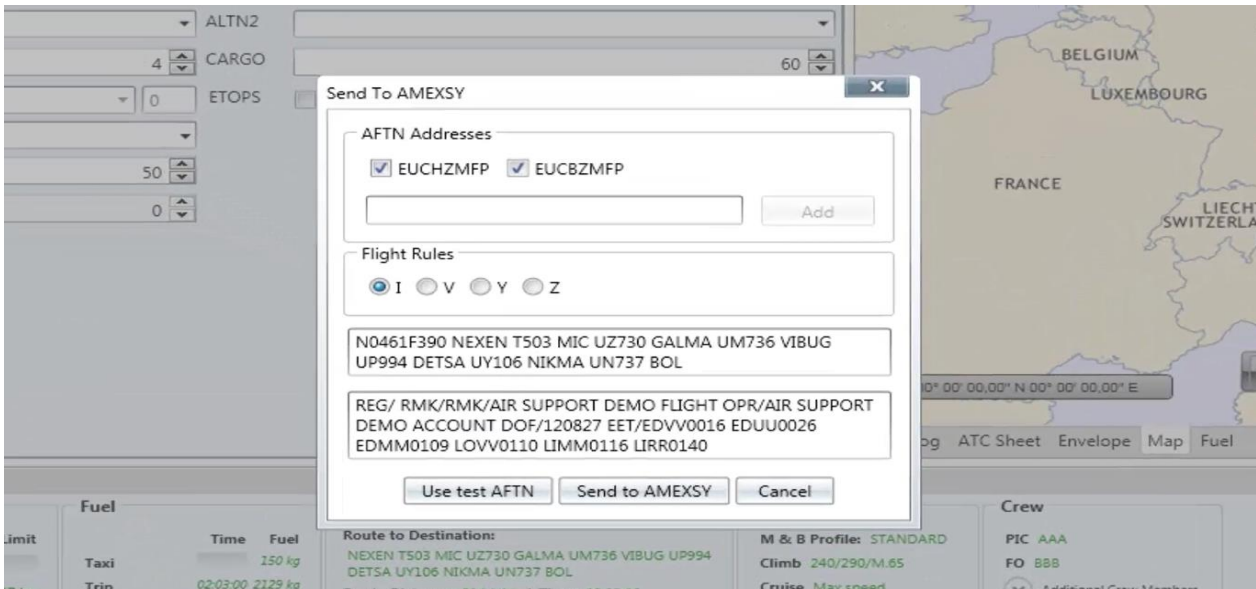 ALTN2
BELGIUM
4 CARGO 60
LUXEMBOURG
0 ETOPS
Send To AMEXSY X
AFTN Addresses
EUCHZMFP EUCBZMFP
50
FRANCE
0
Add
LIECH
SWITZERLA
Flight Rules
I V Y Z
N0461F390 NEXEN T503 MIC UZ730 GALMA UM736 VIBUG
UP994 DETSA UY106 NIKMA UN737 BOL
0° 00' 00,00" N 00° 00' 00,00" E
REG/ RMK/RMK/AIR SUPPORT DEMO FLIGHT OPR/AIR SUPPORT
DEMO ACCOUNT DOF/120827 EET/EDVV0016 EDUU0026
EDMM0109 LOVV0110 LIMM0116 LIRR0140
og ATC Sheet Envelope Map Fuel
Use test AFTN Send to AMEXSY Cancel
Fuel
Crew
Limit Time Fuel
Route to Destination:
M & B Profile: STANDARD
PIC AAA
Taxi 150 kg
NEXEN T503 MIC UZ730 GALMA UM736 VIBUG UP994
DETSA UY106 NIKMA UN737 BOL
Climb 240/290/M.65
FO BBB
Trip 02:03:00 2129 kg
Cruise Max speed
Additional Crew Members